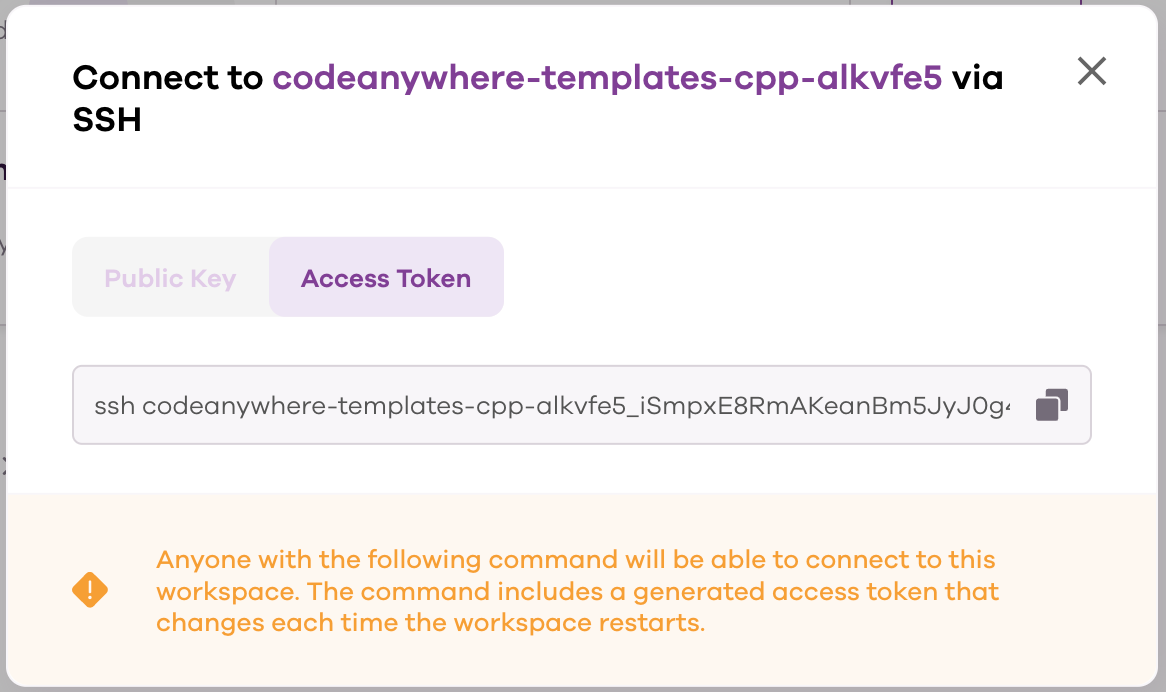 Connect to codeanywhere-templates-cpp-alkvfe5 via
SSH
Public Key
Access Token
ssh codeanywhere-templates-cpp-alkvfe5_iSmpxE8RmAKeanBm5JyJ0g
Anyone with the following command will be able to connect to this
workspace. The command includes a generated access token that
changes each time the workspace restarts.